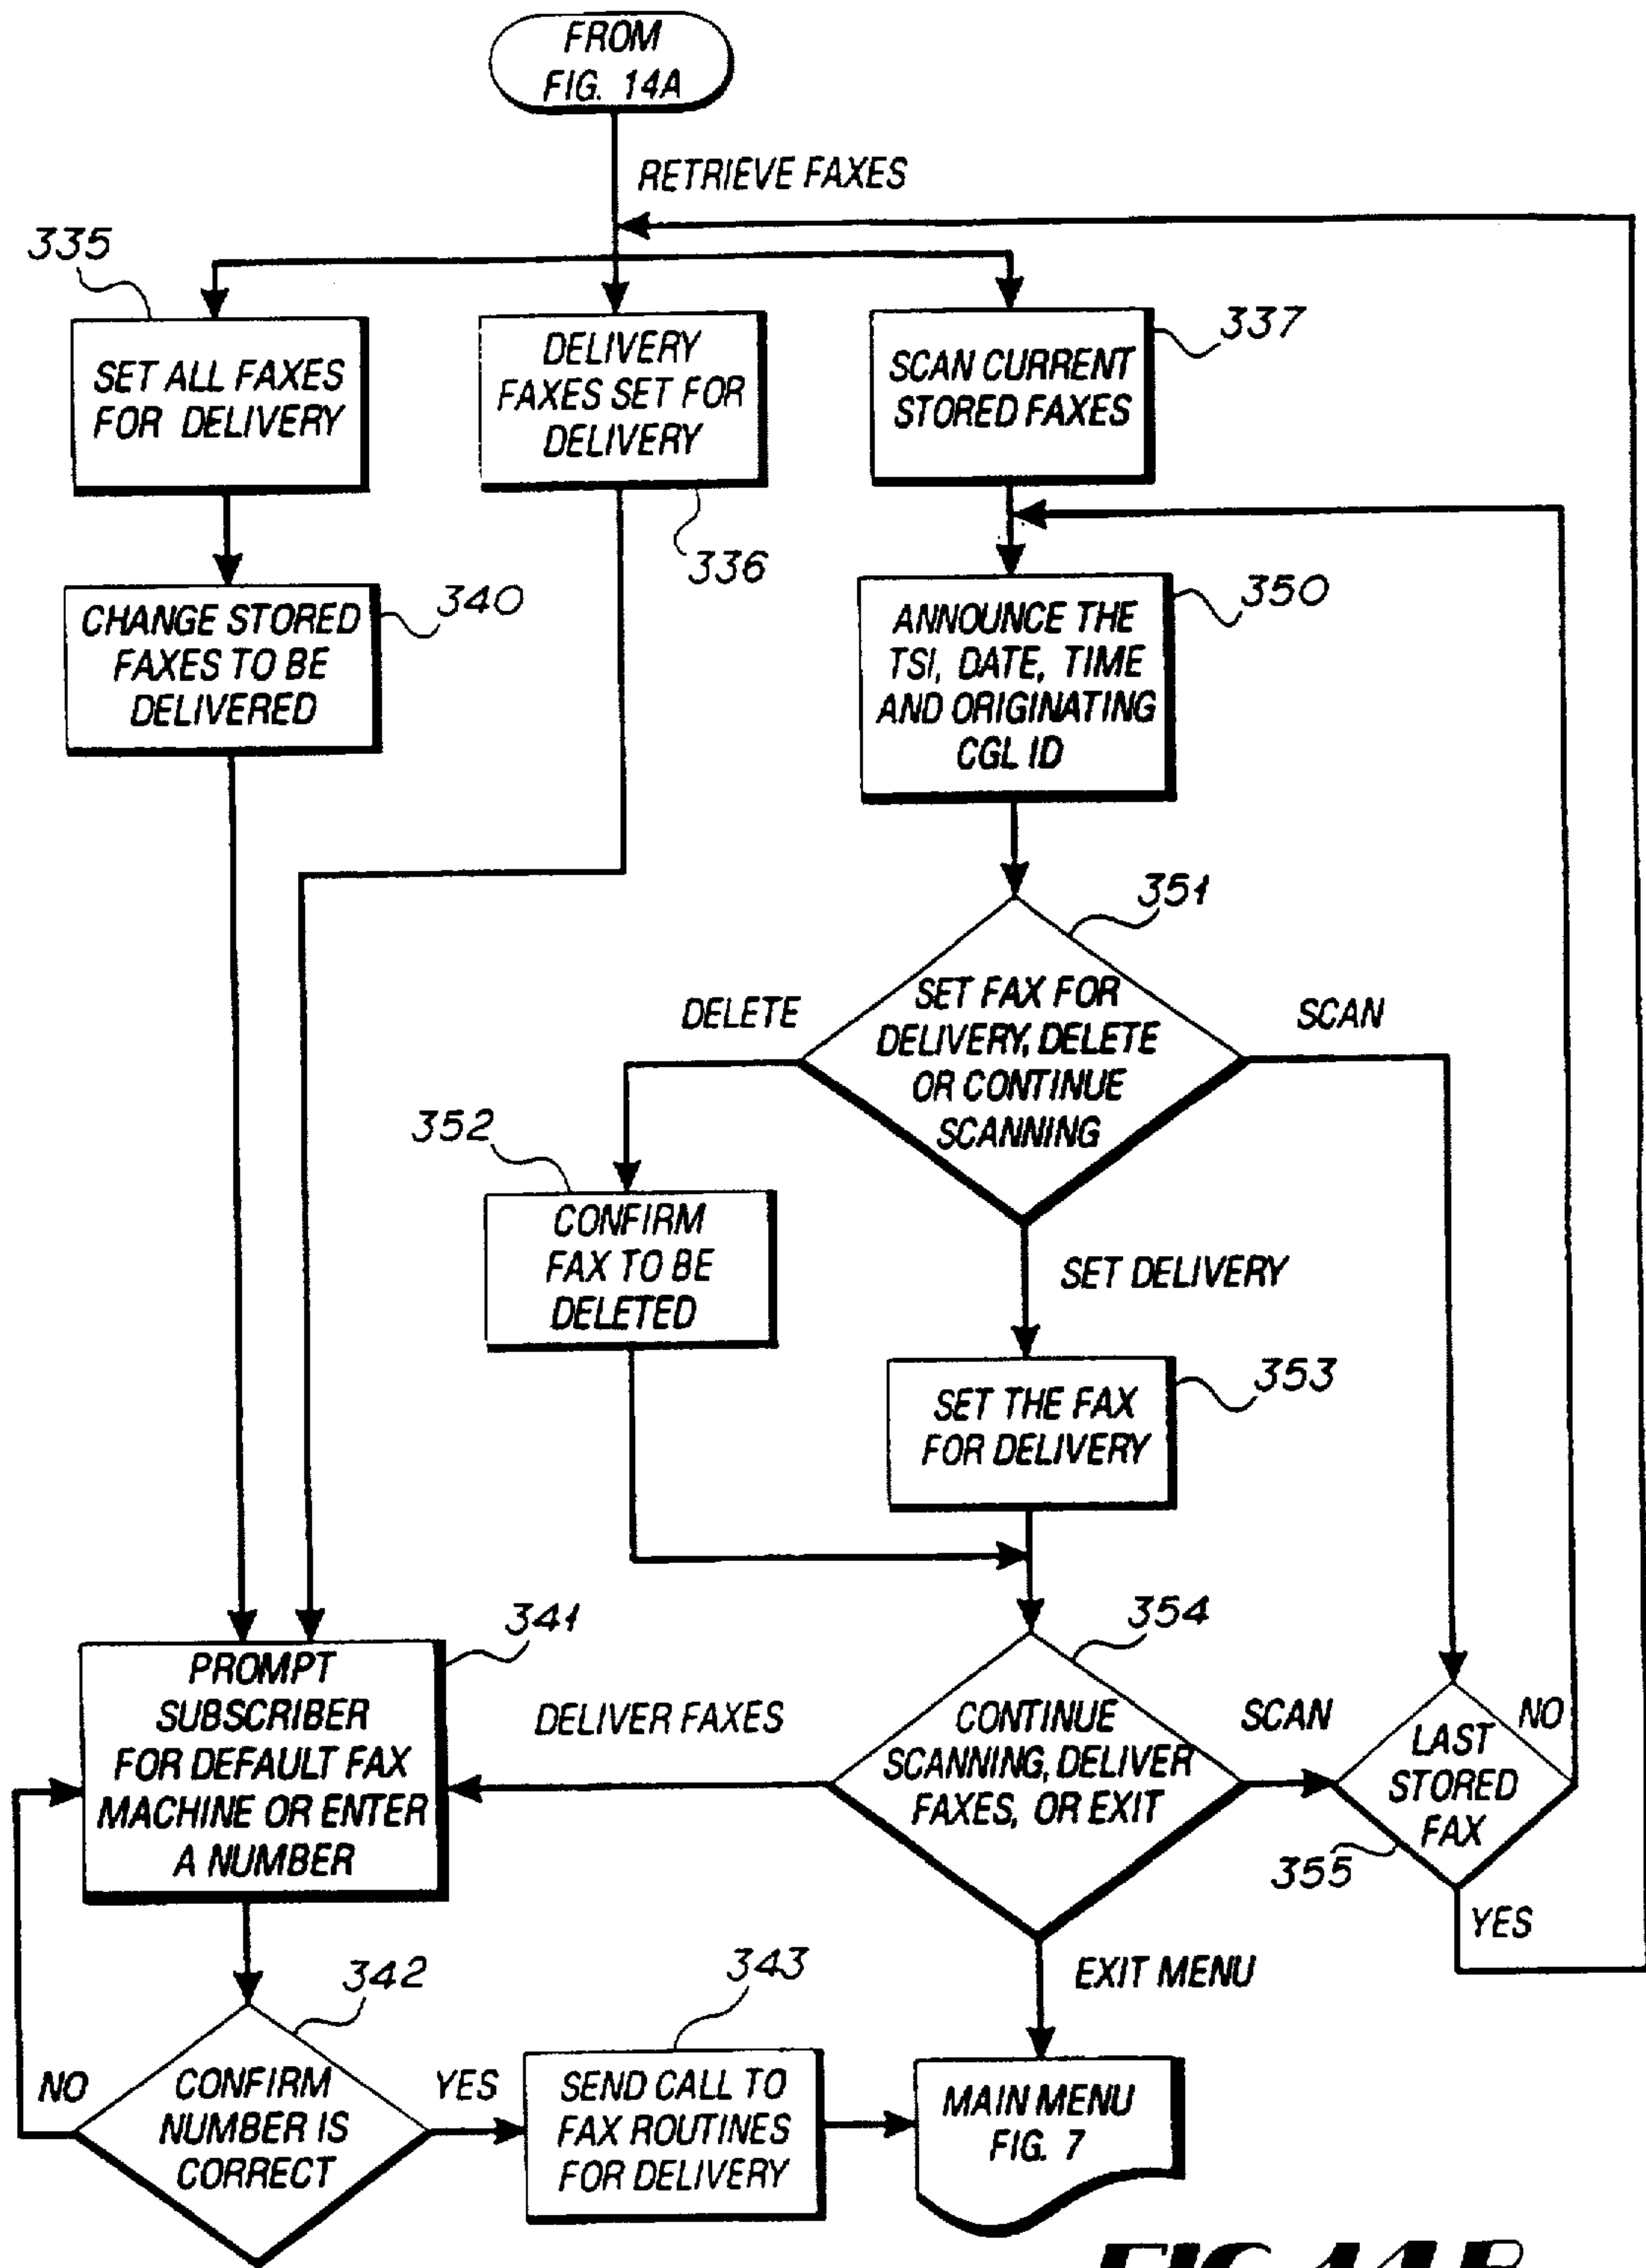 FROM
FIG. 14A
RETRIEVE FAXES
335
SET ALL FAXES
FOR DELIVERY
DELIVERY
FAXES SET FOR
DELIVERY
336
SCAN CURRENT
STORED FAXES
337
CHANGE STORED
FAXES TO BE
DELIVERED
340
ANNOUNCE THE
TSI, DATE, TIME
AND ORIGINATING
CGL ID
350
351
DELETE
SET FAX FOR
DELIVERY, DELETE
OR CONTINUE
SCANNING
SCAN
352
CONFIRM
FAX TO BE
DELETED
SET DELIVERY
SET THE FAX
FOR DELIVERY
353
341
PROMPT
SUBSCRIBER
FOR DEFAULT FAX
MACHINE OR ENTER
A NUMBER
DELIVER FAXES
354
CONTINUE
SCANNING, DELIVER
FAXES, OR EXIT
SCAN
LAST
STORED
FAX
NO
355
YES
EXIT MENU
342
NO
CONFIRM
NUMBER IS
CORRECT
YES
343
SEND CALL TO
FAX ROUTINES
FOR DELIVERY
MAIN MENU
FIG. 7
FIG. 14B